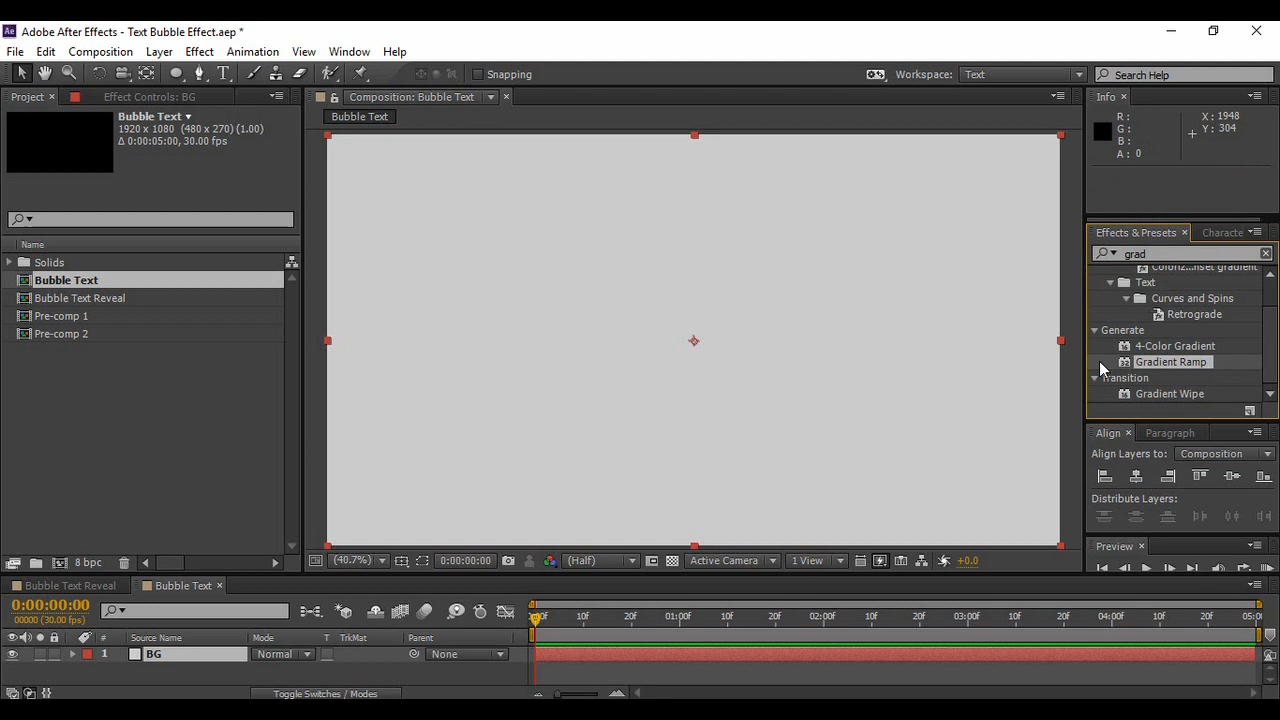 Adobe After Effects - Text Bubble Effect.aep *
File Edit Composition Layer Effect Animation View Window Help
Snapping
Workspace: Text
Search Help
Project × Effect Controls: BG
Composition: Bubble Text ×
Info ×
Bubble Text
1920 x 1080 (480 x 270) (1.00)
Δ 0:00:05:00, 30.00 fps
Bubble Text
R: X: 1948
G: Y: 304
B:
A: 0
Effects & Presets × Characte
grad
Name
Solids
Bubble Text
Bubble Text Reveal
Pre-comp 1
Pre-comp 2
Text
Curves and Spins
Retrograde
Generate
4-Color Gradient
Gradient Ramp
Transition
Gradient Wipe
Align × Paragraph
Align Layers to: Composition
Distribute Layers:
Preview ×
8 bpc
(40.7%) 0:00:00:00 (Half) Active Camera 1 View +0.0
Bubble Text Reveal Bubble Text ×
0:00:00:00
00000 (30.00 fps)
# Source Name Mode T TrkMat Parent
10f 20f 01:00f 10f 20f 02:00f 10f 20f 03:00f 10f 20f 04:00f 10f 20f 05:00
1 BG Normal None
Toggle Switches / Modes